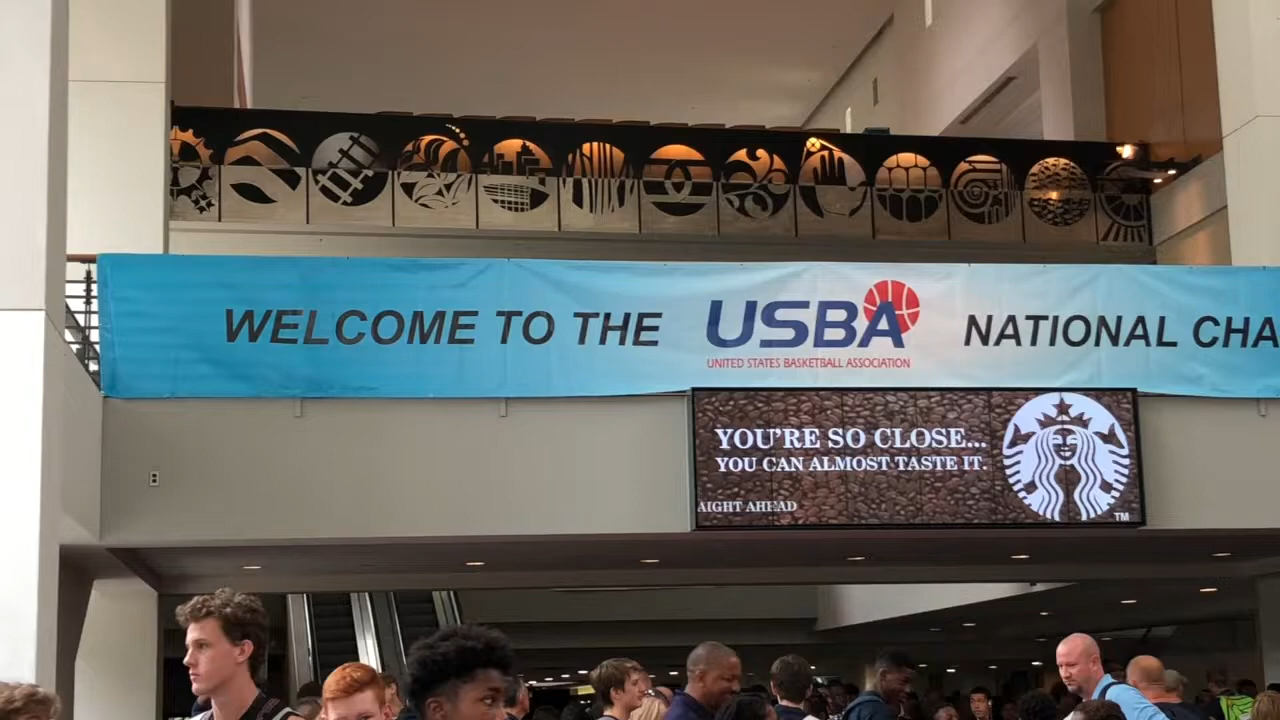 WELCOME TO THE USBA NATIONAL CHA
UNITED STATES BASKETBALL ASSOCIATION
YOU'RE SO CLOSE...
YOU CAN ALMOST TASTE IT.
AIGHT AHEAD
TM